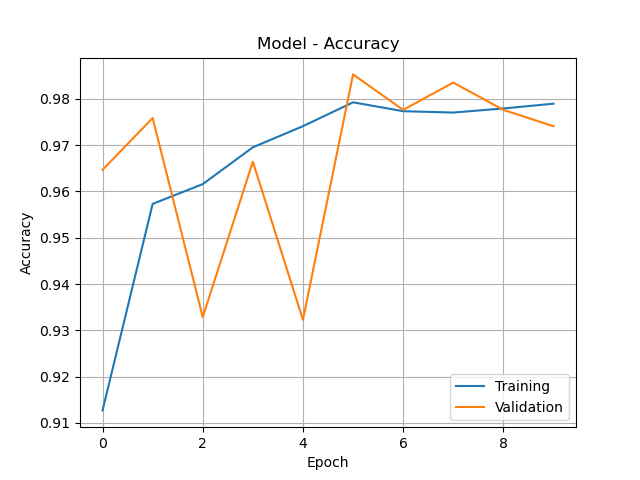 Model - Accuracy
0.98
0.97
0.96
0.95
0.94
0.93
0.92
0.91
Accuracy
Training
Validation
0 2 4 6 8
Epoch